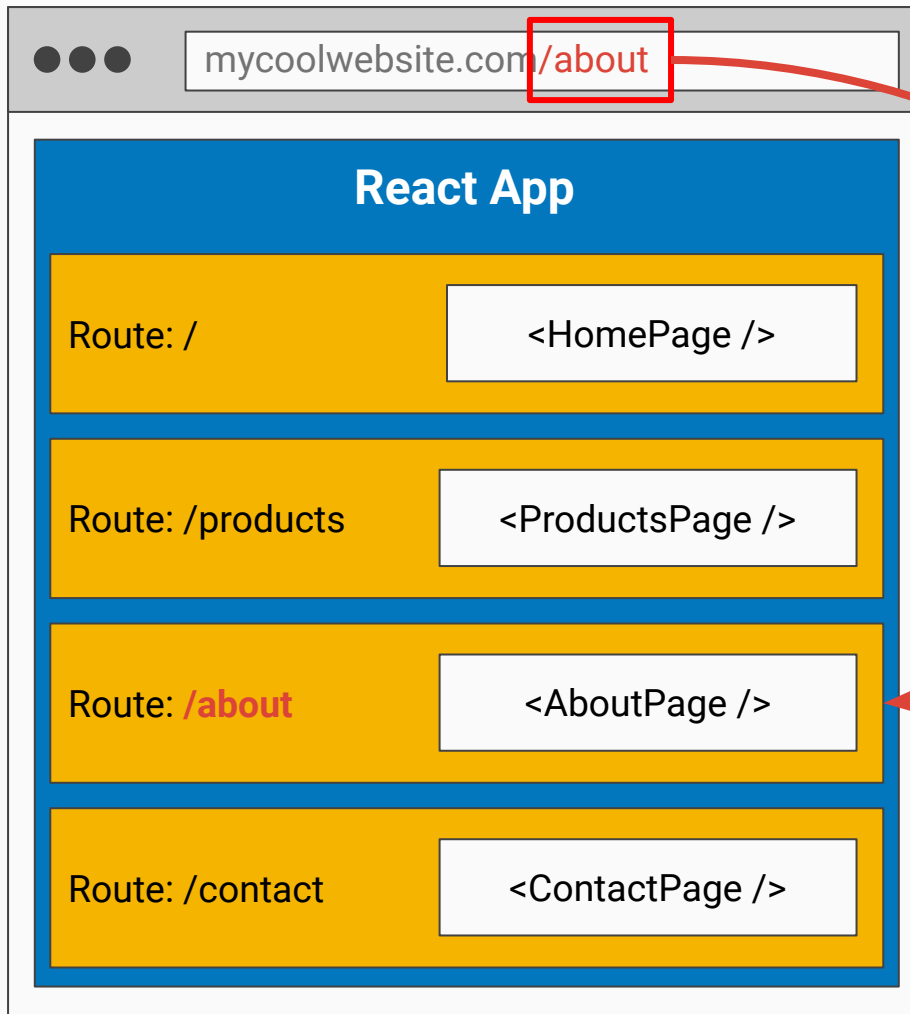 mycoolwebsite.com/about
React App
Route: /
<HomePage />
Route: /products
<ProductsPage />
Route: /about
<AboutPage />
Route: /contact
<ContactPage />